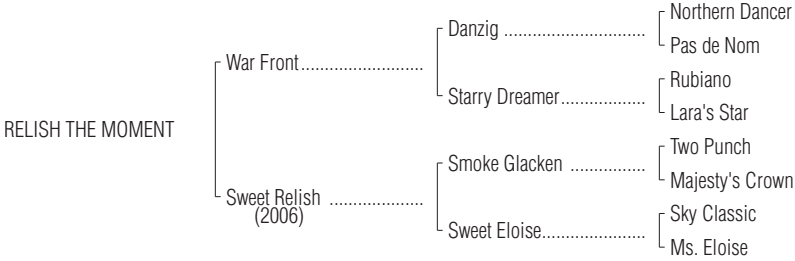 Northern Dancer
Danzig ..............................
Pas de Nom
War Front..........................
Rubiano
Starry Dreamer..................
Lara's Star
RELISH THE MOMENT
Two Punch
Smoke Glacken ................
Majesty's Crown
Sweet Relish ....................
(2006)
Sky Classic
Sweet Eloise......................
Ms. Eloise